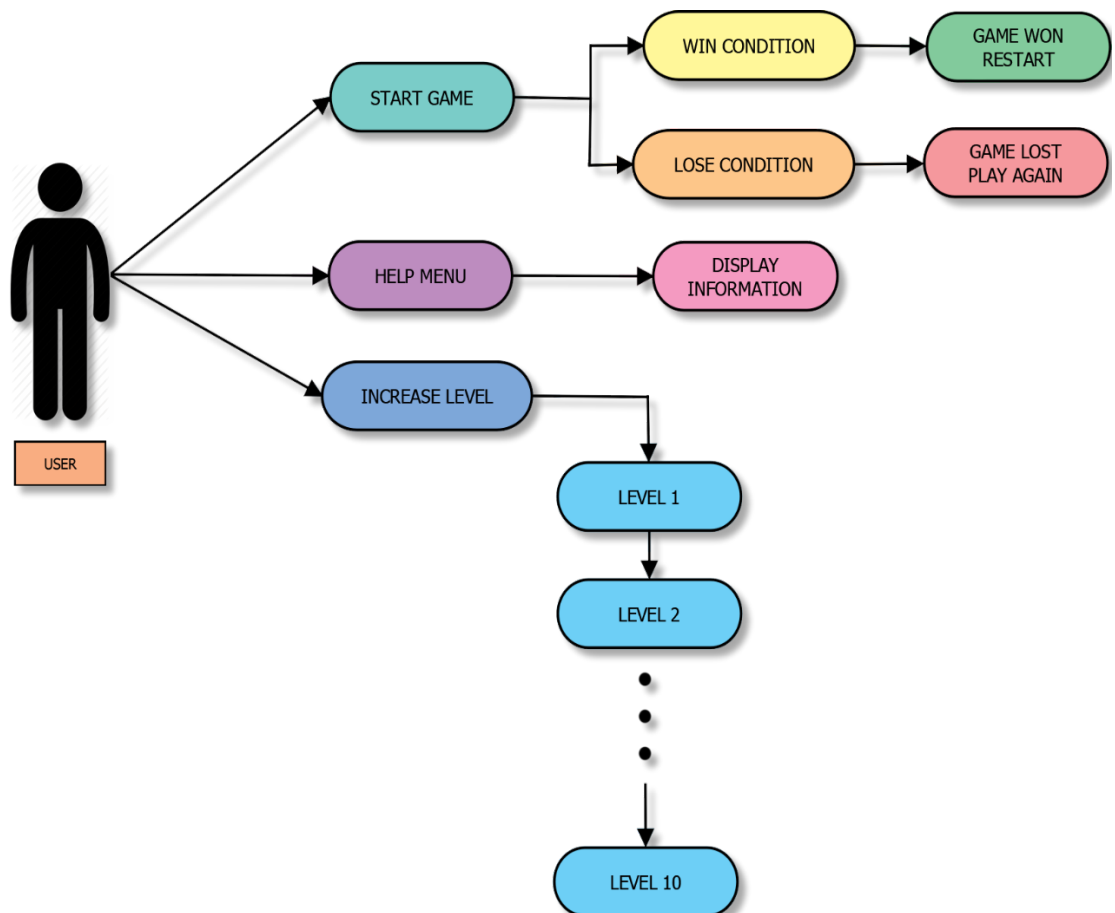 WIN CONDITION
GAME WON
RESTART
START GAME
LOSE CONDITION
GAME LOST
PLAY AGAIN
HELP MENU
DISPLAY
INFORMATION
INCREASE LEVEL
USER
LEVEL 1
LEVEL 2
LEVEL 10